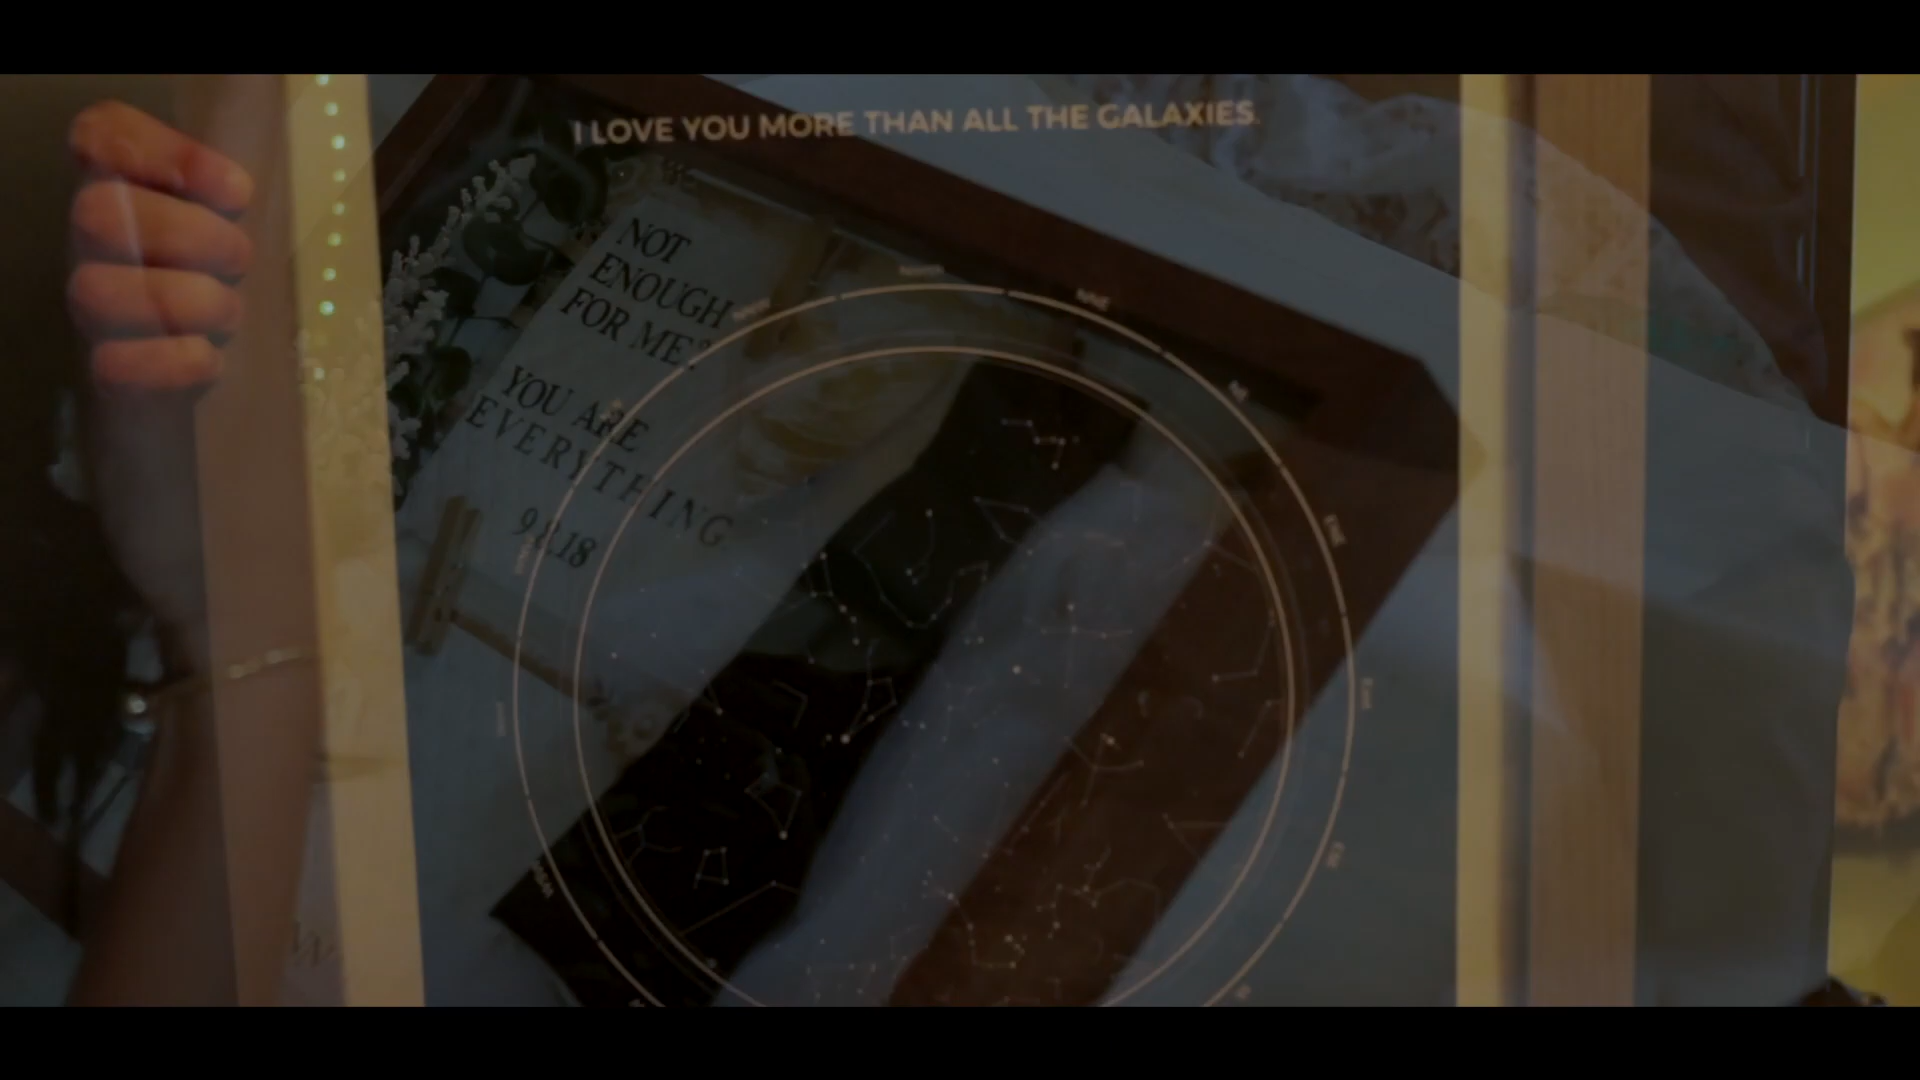 I LOVE YOU MORE THAN ALL THE GALAXIES.
NOT
ENOUGH
FOR ME?
YOU ARE
EVERYTHING
9.8.18